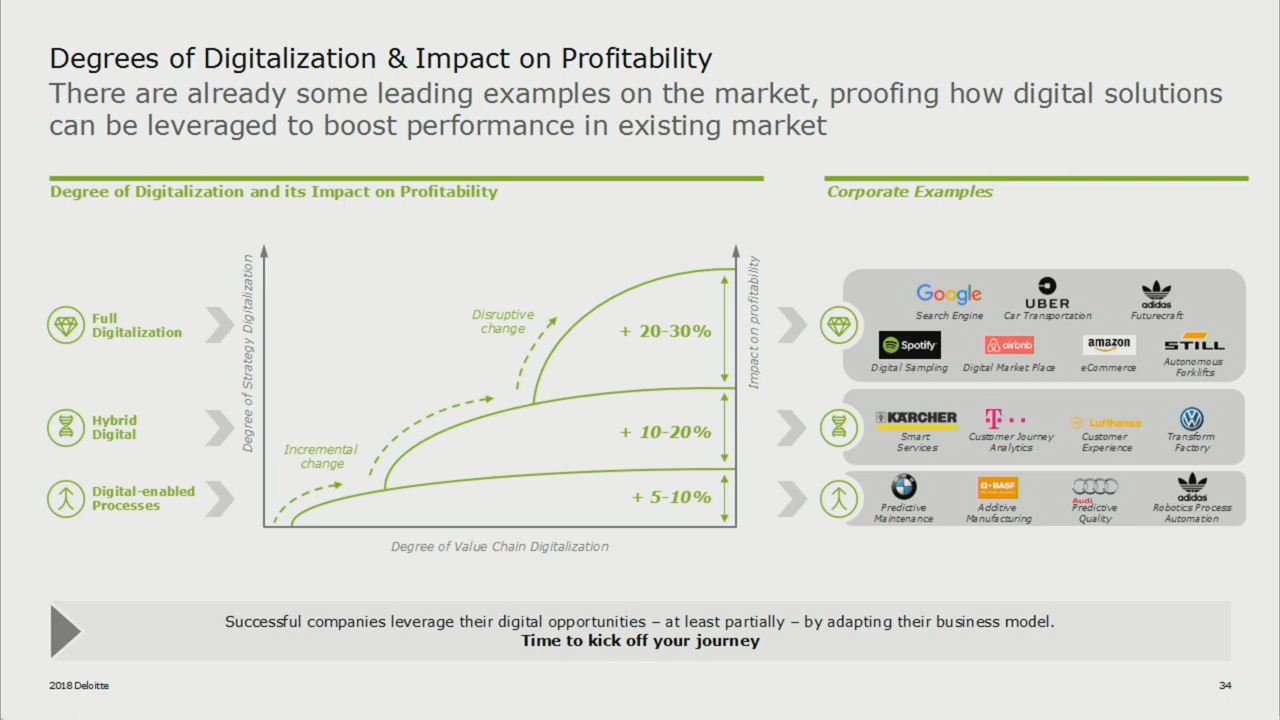 Degrees of Digitalization & Impact on Profitability
There are already some leading examples on the market, proofing how digital solutions
can be leveraged to boost performance in existing market
Degree of Digitalization and its Impact on Profitability
Full
Digitalization
Hybrid
Digital
Digital-enabled
Processes
Degree of Strategy Digitalization
Incremental
change
Disruptive
change
+ 20-30%
+ 10-20%
+ 5-10%
Impact on profitability
Degree of Value Chain Digitalization
Corporate Examples
Google
Search Engine
UBER
Car Transportation
adidas
Futurecraft
Spotify
Digital Sampling
airbnb
Digital Market Place
amazon
eCommerce
STILL
Autonomous
Forklifts
KÄRCHER
Smart
Services
T
Customer Journey
Analytics
Lufthansa
Customer
Experience
Transform
Factory
BMW
Predictive
Maintenance
BASF
Additive
Manufacturing
Audi
Predictive
Quality
adidas
Robotics Process
Automation
Successful companies leverage their digital opportunities – at least partially – by adapting their business model.
Time to kick off your journey
2018 Deloitte
34